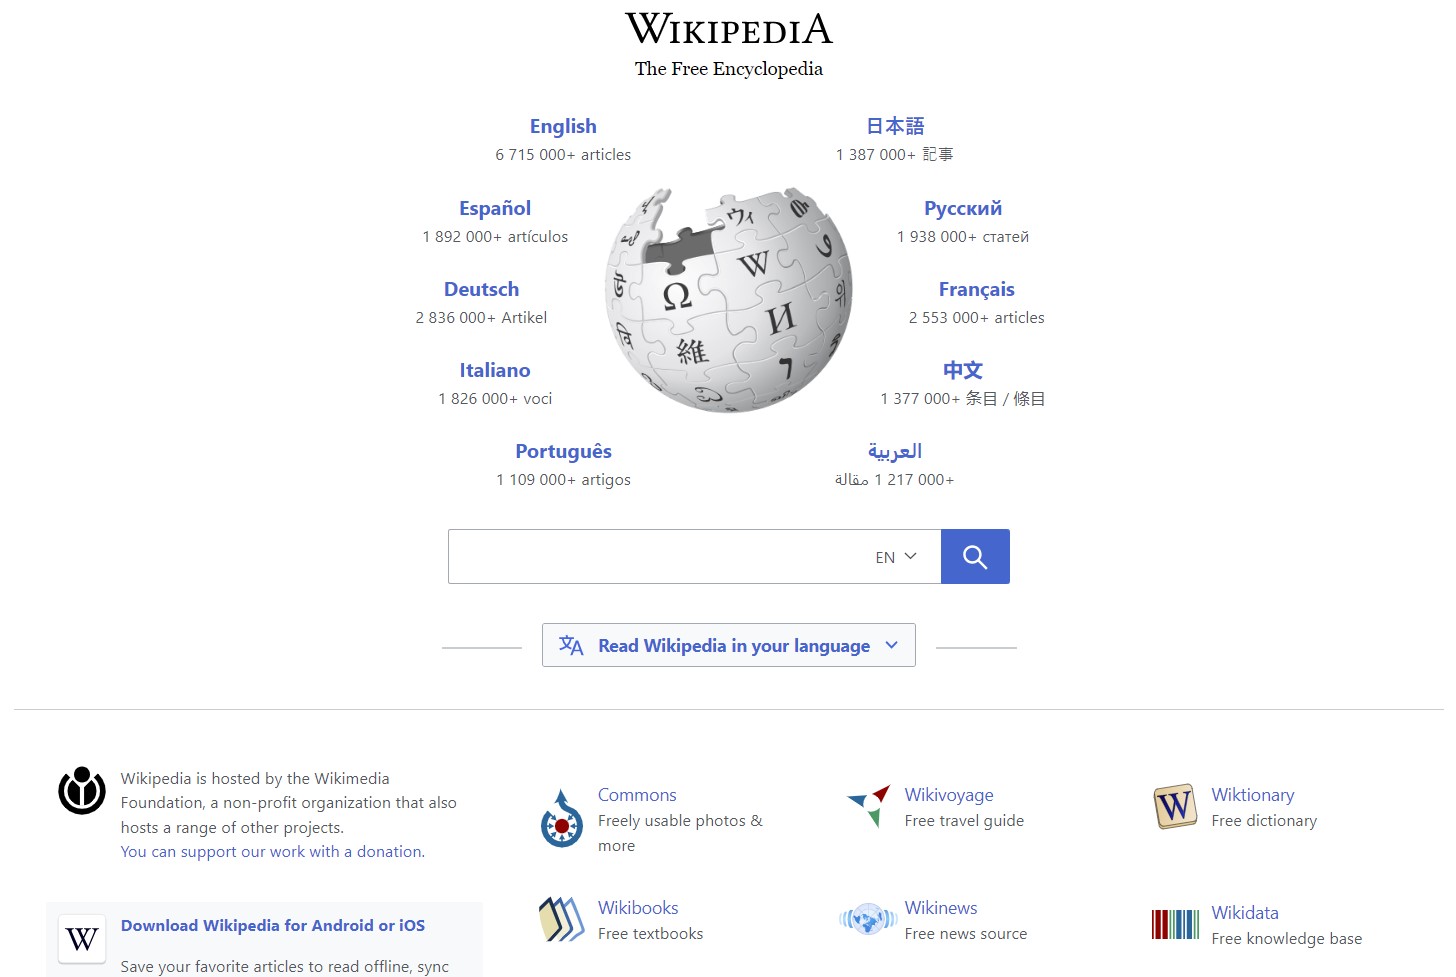 WIKIPEDIA
The Free Encyclopedia
English
6 715 000+ articles
日本語
1 387 000+ 記事
Español
1 892 000+ artículos
Русский
1 938 000+ статей
Deutsch
2 836 000+ Artikel
Français
2 553 000+ articles
Italiano
1 826 000+ voci
中文
1 377 000+ 条目 / 條目
Português
1 109 000+ artigos
العربية
1 217 000+ مقالة
ウィ
W
Ω
И
維
EN
Read Wikipedia in your language
Wikipedia is hosted by the Wikimedia
Foundation, a non-profit organization that also
hosts a range of other projects.
You can support our work with a donation.
Download Wikipedia for Android or iOS
Save your favorite articles to read offline, sync
Commons
Freely usable photos &
more
Wikivoyage
Free travel guide
Wiktionary
Free dictionary
Wikibooks
Free textbooks
Wikinews
Free news source
Wikidata
Free knowledge base